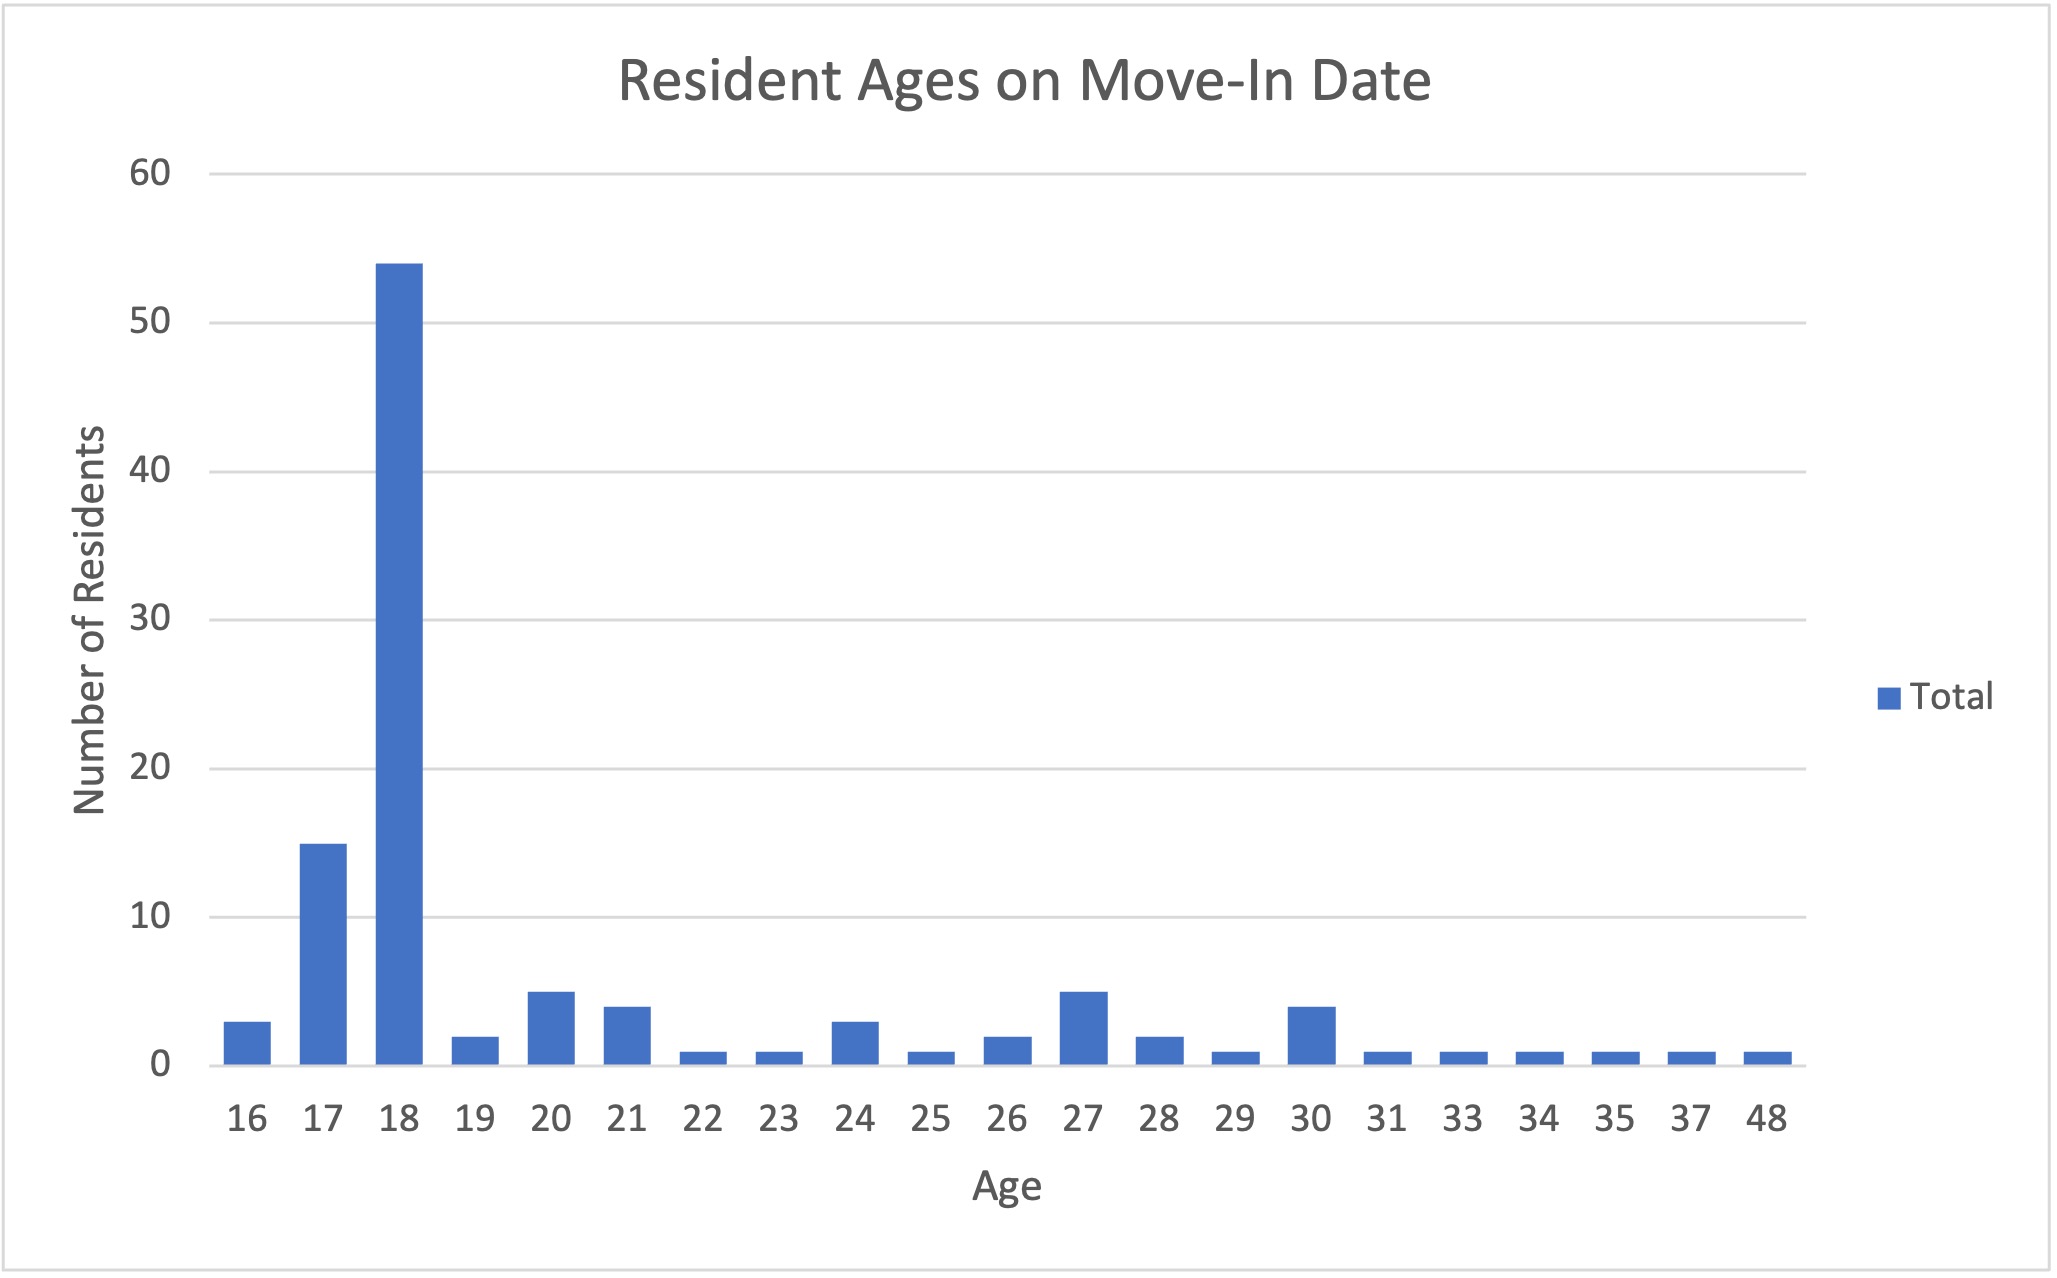 Resident Ages on Move-In Date
60
50
40
30
20
10
0
Number of Residents
16 17 18 19 20 21 22 23 24 25 26 27 28 29 30 31 33 34 35 37 48
Age
Total